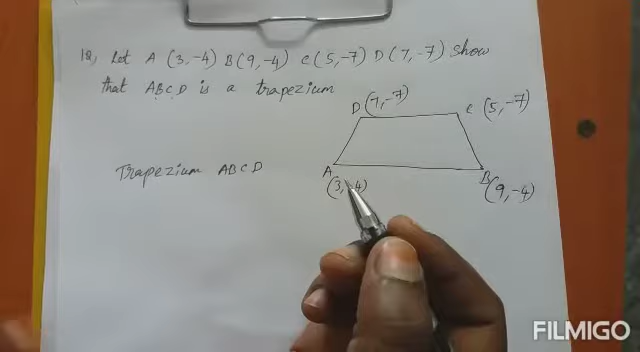 1Q, Let A (3,-4) B(9,-4) C(5,-7) D(7,-7) show
that ABCD is a trapezium
D (7,-7)
C (5,-7)
Trapezium ABCD
A
(3,-4)
B
(9,-4)
FILMIGO